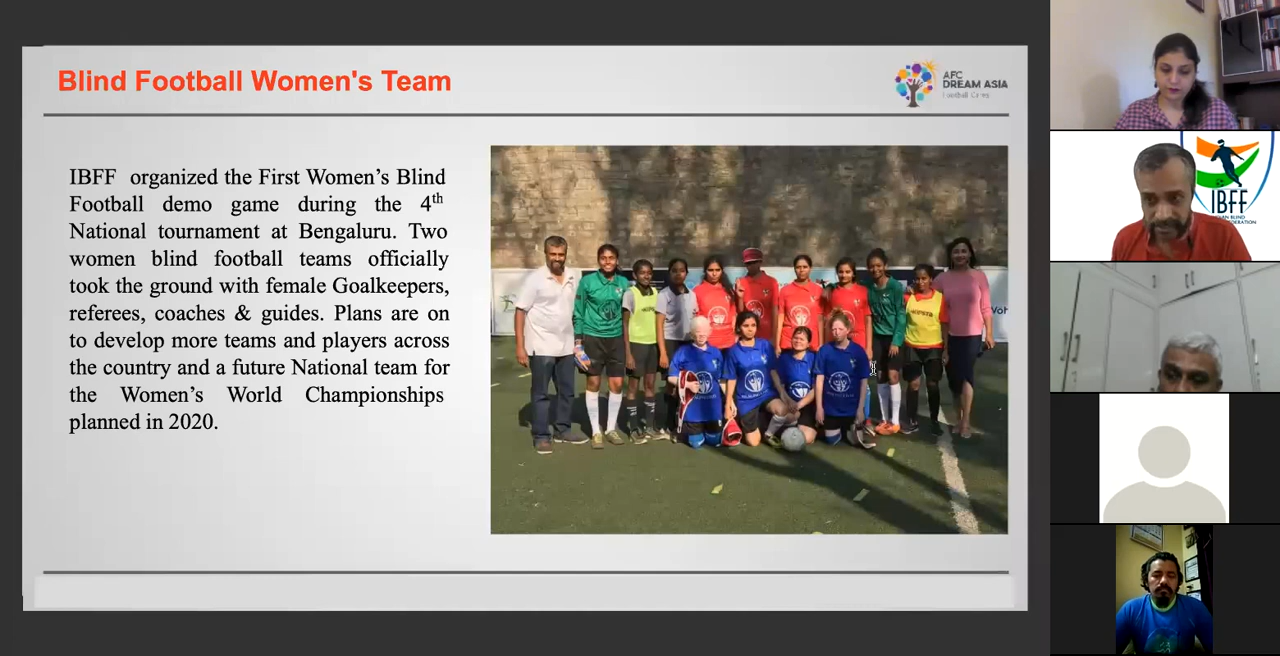 Blind Football Women's Team
AFC
DREAM ASIA
Football Cares
IBFF organized the First Women’s Blind
Football demo game during the 4th
National tournament at Bengaluru. Two
women blind football teams officially
took the ground with female Goalkeepers,
referees, coaches & guides. Plans are on
to develop more teams and players across
the country and a future National team for
the Women’s World Championships
planned in 2020.
IBFF